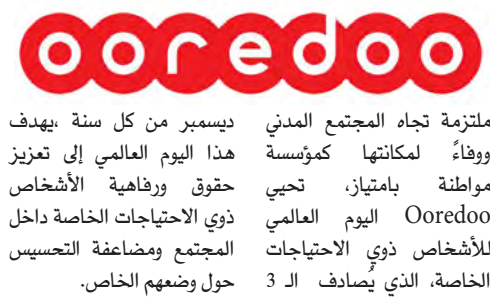 ooredoo
ملتزمة تجاه المجتمع المدني
ووفاءً لمكانتها كمؤسسة
مواطنة بامتياز، تحيي
Ooredoo اليوم العالمي
للأشخاص ذوي الاحتياجات
الخاصة، الذي يُصادف الـ 3
ديسمبر من كل سنة ،يهدف
هذا اليوم العالمي إلى تعزيز
حقوق ورفاهية الأشخاص
ذوي الاحتياجات الخاصة داخل
المجتمع ومضاعفة التحسيس
حول وضعهم الخاص.